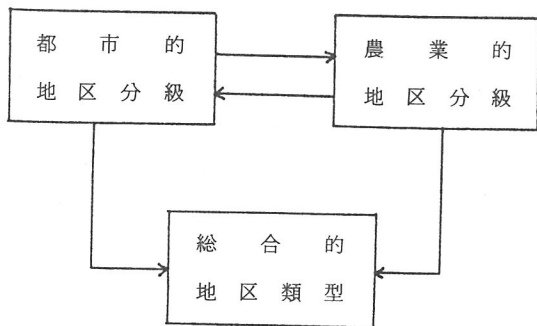 都市的
地区分級
農業的
地区分級
総合的
地区類型